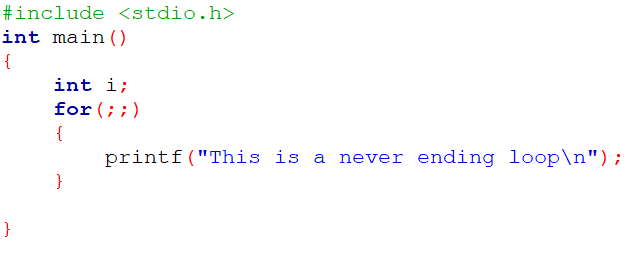 #include <stdio.h>
int main()
{
    int i;
    for(;;)
    {
        printf("This is a never ending loop\n");
    }

}